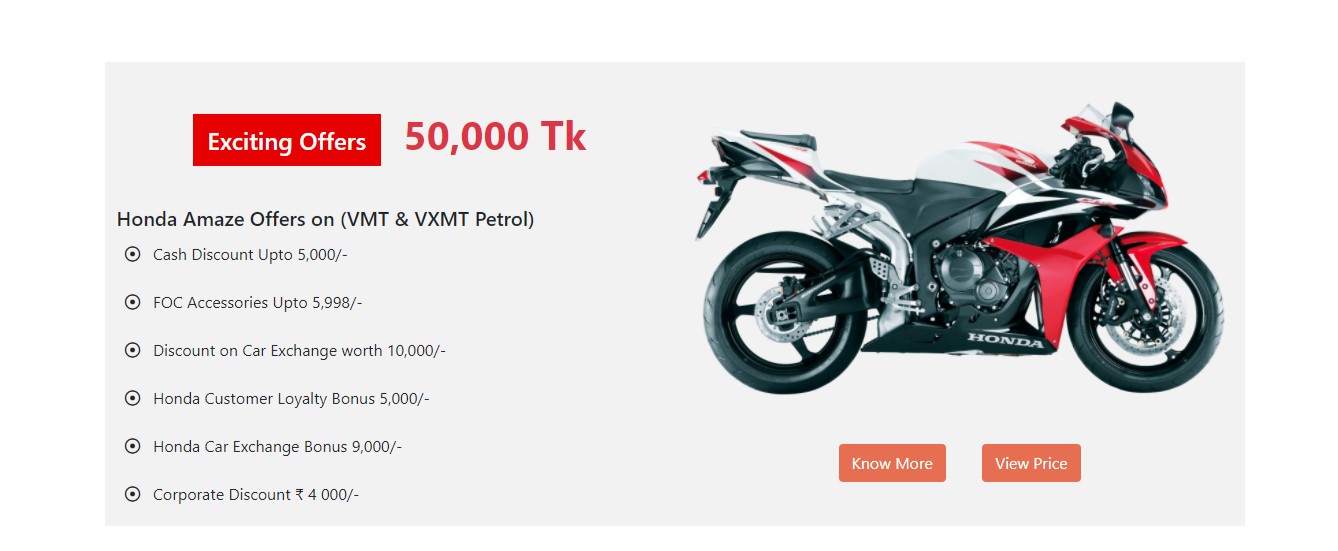 Exciting Offers 50,000 Tk
Honda Amaze Offers on (VMT & VXMT Petrol)
Cash Discount Upto 5,000/-
FOC Accessories Upto 5,998/-
Discount on Car Exchange worth 10,000/-
Honda Customer Loyalty Bonus 5,000/-
Honda Car Exchange Bonus 9,000/-
Corporate Discount ₹ 4 000/-
HONDA
Know More
View Price